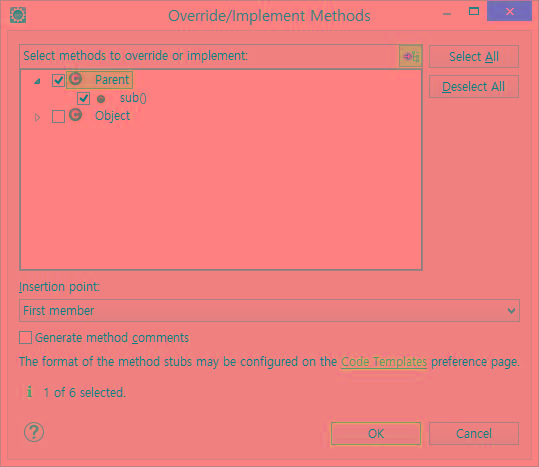 Override/Implement Methods
Select methods to override or implement:
Select All
Parent
Deselect All
sub()
Object
Insertion point:
First member
Generate method comments
The format of the method stubs may be configured on the Code Templates preference page.
1 of 6 selected.
OK
Cancel